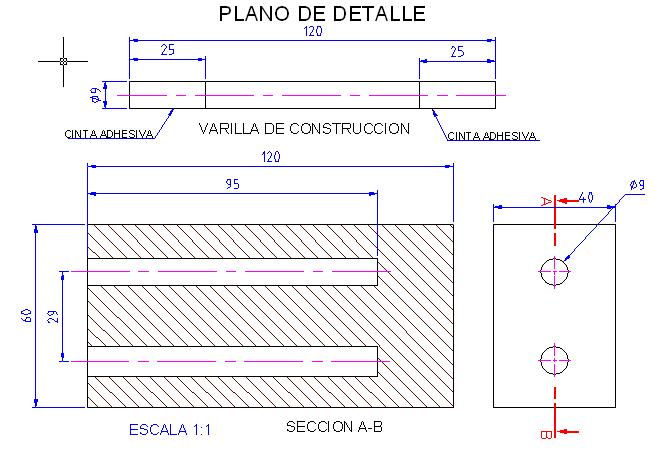 PLANO DE DETALLE
120
25
25
Ø9
CINTA ADHESIVA
VARILLA DE CONSTRUCCION
CINTA ADHESIVA
120
95
Ø9
A
40
60
29
ESCALA 1:1
SECCION A-B
B